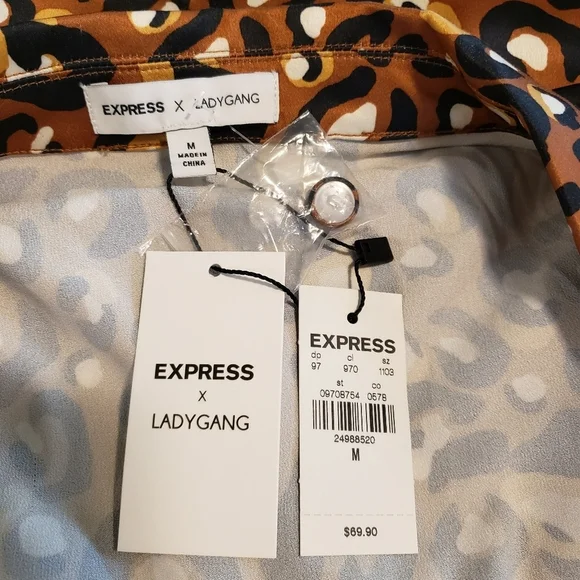 EXPRESS X LADYGANG
M
MADE IN
CHINA
EXPRESS
X
LADYGANG
EXPRESS
dp cl sz
97 970 1103
st co
09708754 0578
24988520
M
$69.90